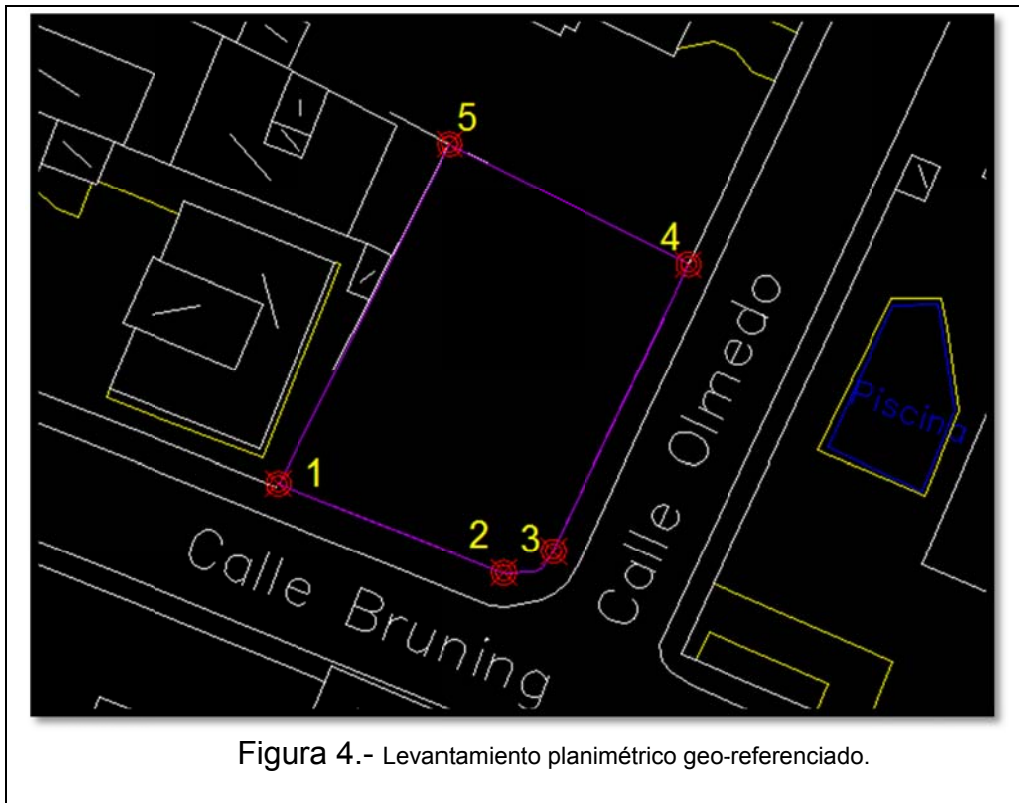 5
4
1
2
3
Calle Olmedo
Piscina
Calle Bruning
Figura 4.- Levantamiento planimétrico geo-referenciado.